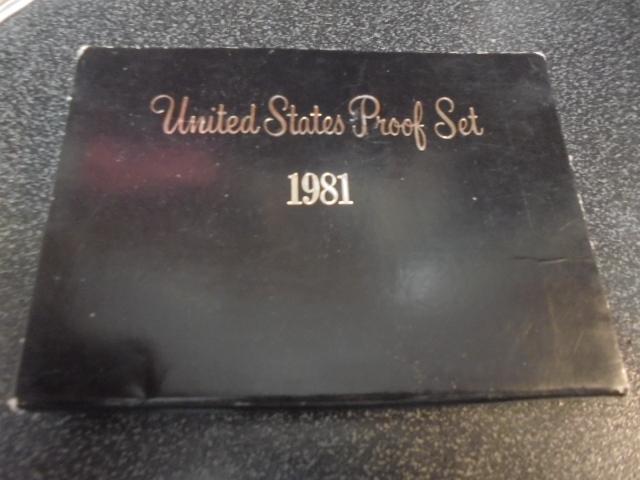 United States Proof Set
1981